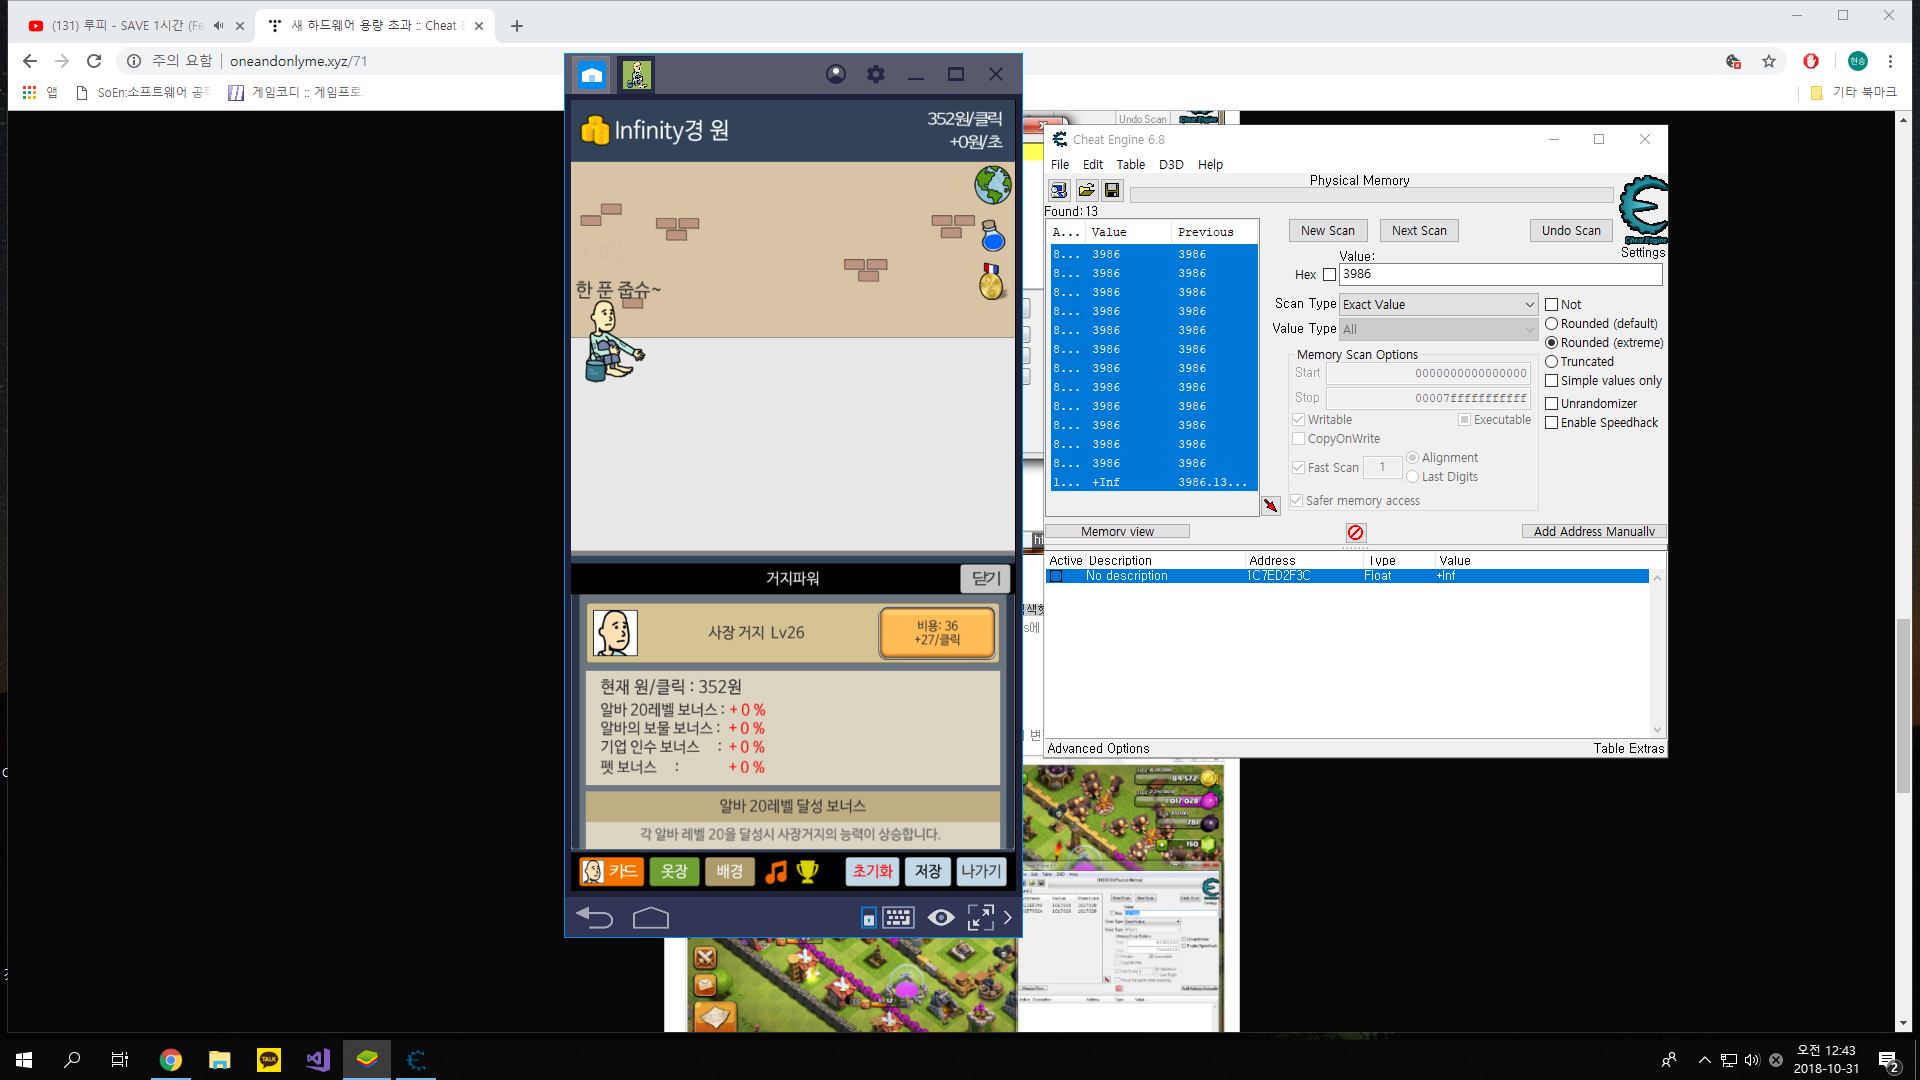 (131) 루피 - SAVE 1시간 (Fe
새 하드웨어 용량 초과 :: Cheat E
주의 요함
oneandonlyme.xyz/71
앱
SoEn:소프트웨어 공
게임코디 :: 게임프로
기타 북마크
Infinity경 원
352원/클릭
+0원/초
+352
한 푼 줍슈~
거지파워
닫기
사장 거지 Lv26
비용: 36
+27/클릭
현재 원/클릭 : 352원
알바 20레벨 보너스 : + 0 %
알바의 보물 보너스 : + 0 %
기업 인수 보너스 : + 0 %
펫 보너스 : + 0 %
알바 20레벨 달성 보너스
각 알바 레벨 20을 달성시 사장거지의 능력이 상승합니다.
카드
옷장
배경
초기화
저장
나가기
Undo Scan
Cheat Engine 6.8
File Edit Table D3D Help
Physical Memory
Found:13
A... Value Previous
8... 3986 3986
8... 3986 3986
8... 3986 3986
8... 3986 3986
8... 3986 3986
8... 3986 3986
8... 3986 3986
8... 3986 3986
8... 3986 3986
8... 3986 3986
8... 3986 3986
8... 3986 3986
1... +Inf 3986.13...
New Scan
Next Scan
Undo Scan
Cheat Engine
Settings
Value:
Hex
3986
Scan Type
Exact Value
Value Type
All
Not
Rounded (default)
Rounded (extreme)
Truncated
Simple values only
Unrandomizer
Enable Speedhack
Memory Scan Options
Start
0000000000000000
Stop
00007fffffffffff
Writable
Executable
CopyOnWrite
Fast Scan
1
Alignment
Last Digits
Safer memory access
Memory view
Add Address Manually
Active Description Address Type Value
No description 1C7ED2F3C Float +Inf
Advanced Options
Table Extras
s에
변
84572
1017028
781
150
TALK
오전 12:43
2018-10-31
2